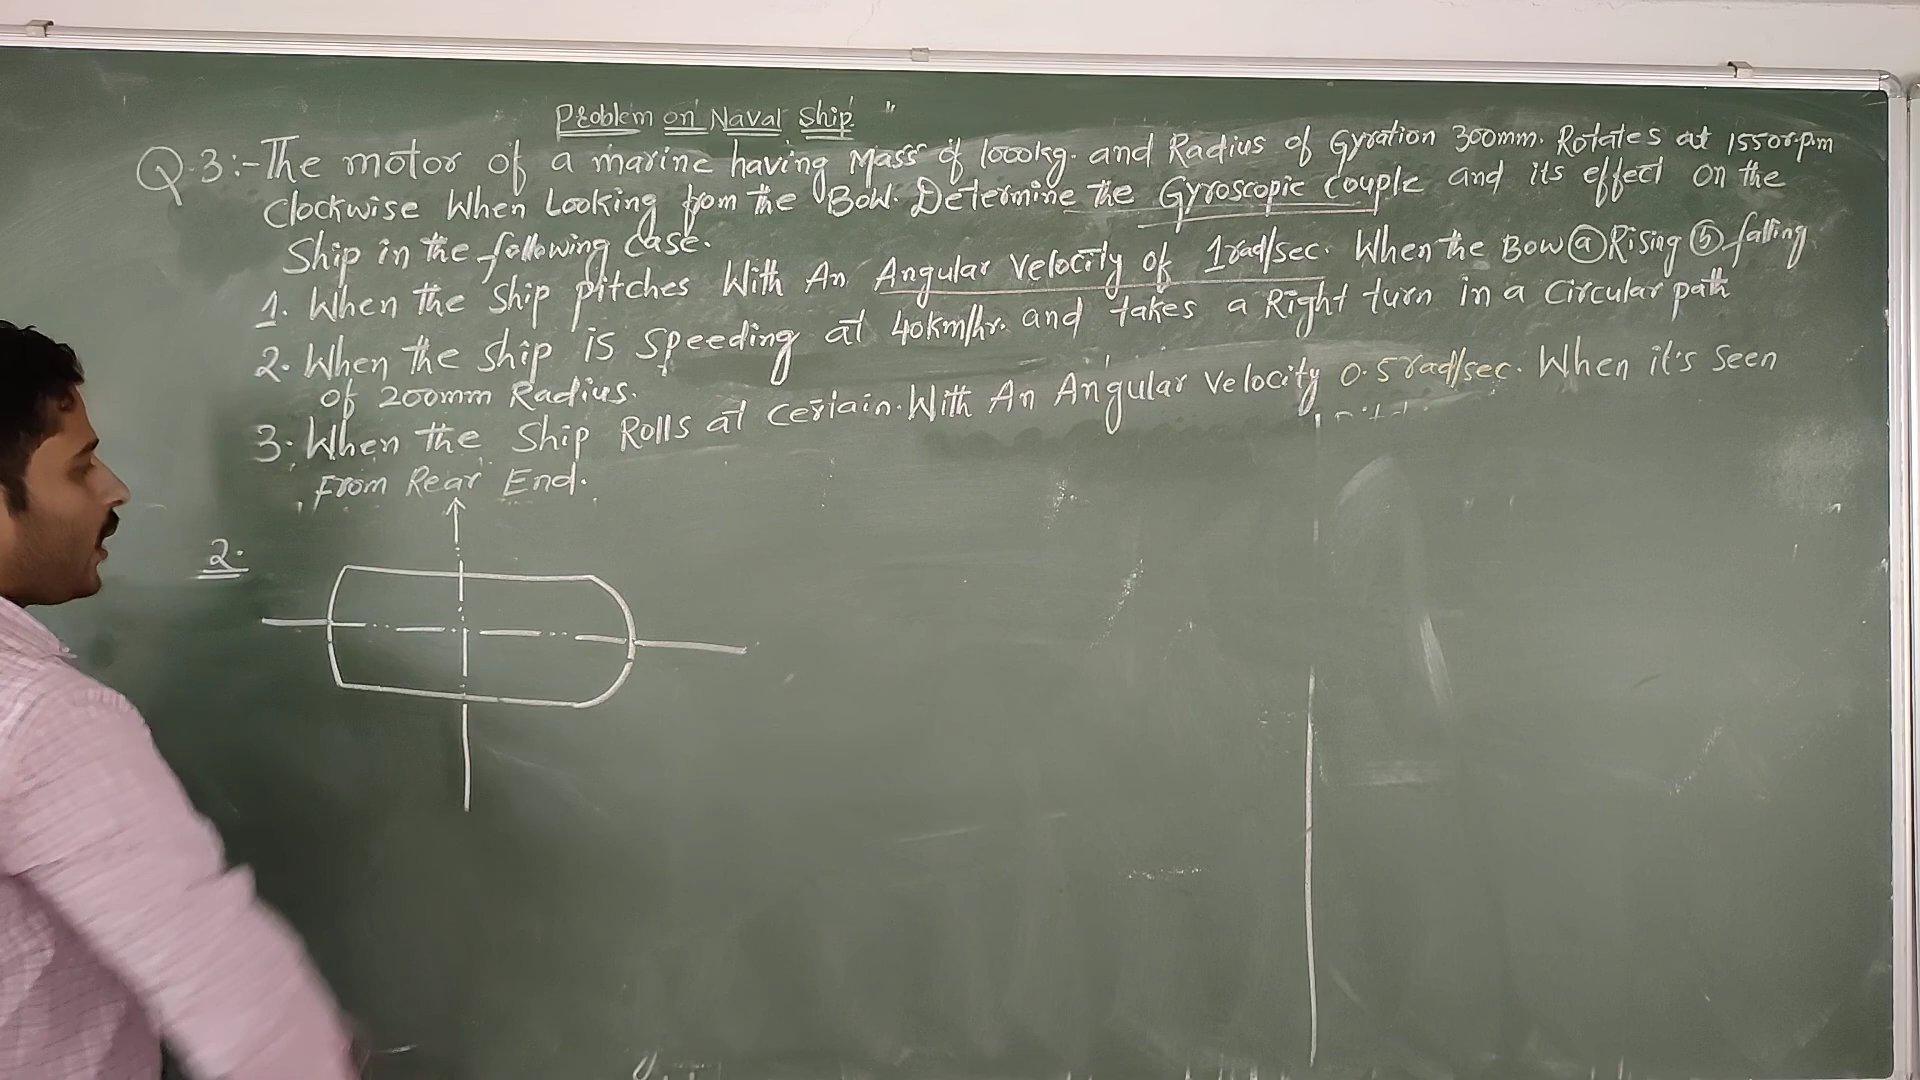 Problem on Naval Ship "
Q.3:- The motor of a marine having Mass of 1000kg. and Radius of Gyration 300mm. Rotates at 1550r.p.m
Clockwise When Looking from the Bow. Determine the Gyroscopic Couple and its effect on the
Ship in the following Case.
1. When the Ship pitches With An Angular Velocity of 1rad/sec. When the Bow ⓐ Rising ⓑ falling
2. When the ship is Speeding at 40km/hr. and takes a Right turn in a Circular path
of 200mm Radius.
3. When the Ship Rolls at Ceriain. With An Angular Velocity 0.5rad/sec. When it's Seen
From Rear End.
2.